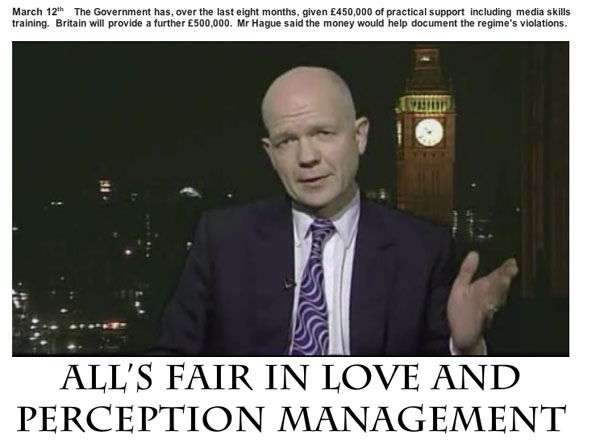 March 12th The Government has, over the last eight months, given £450,000 of practical support including media skills
training. Britain will provide a further £500,000. Mr Hague said the money would help document the regime's violations.
ALL'S FAIR IN LOVE AND
PERCEPTION MANAGEMENT